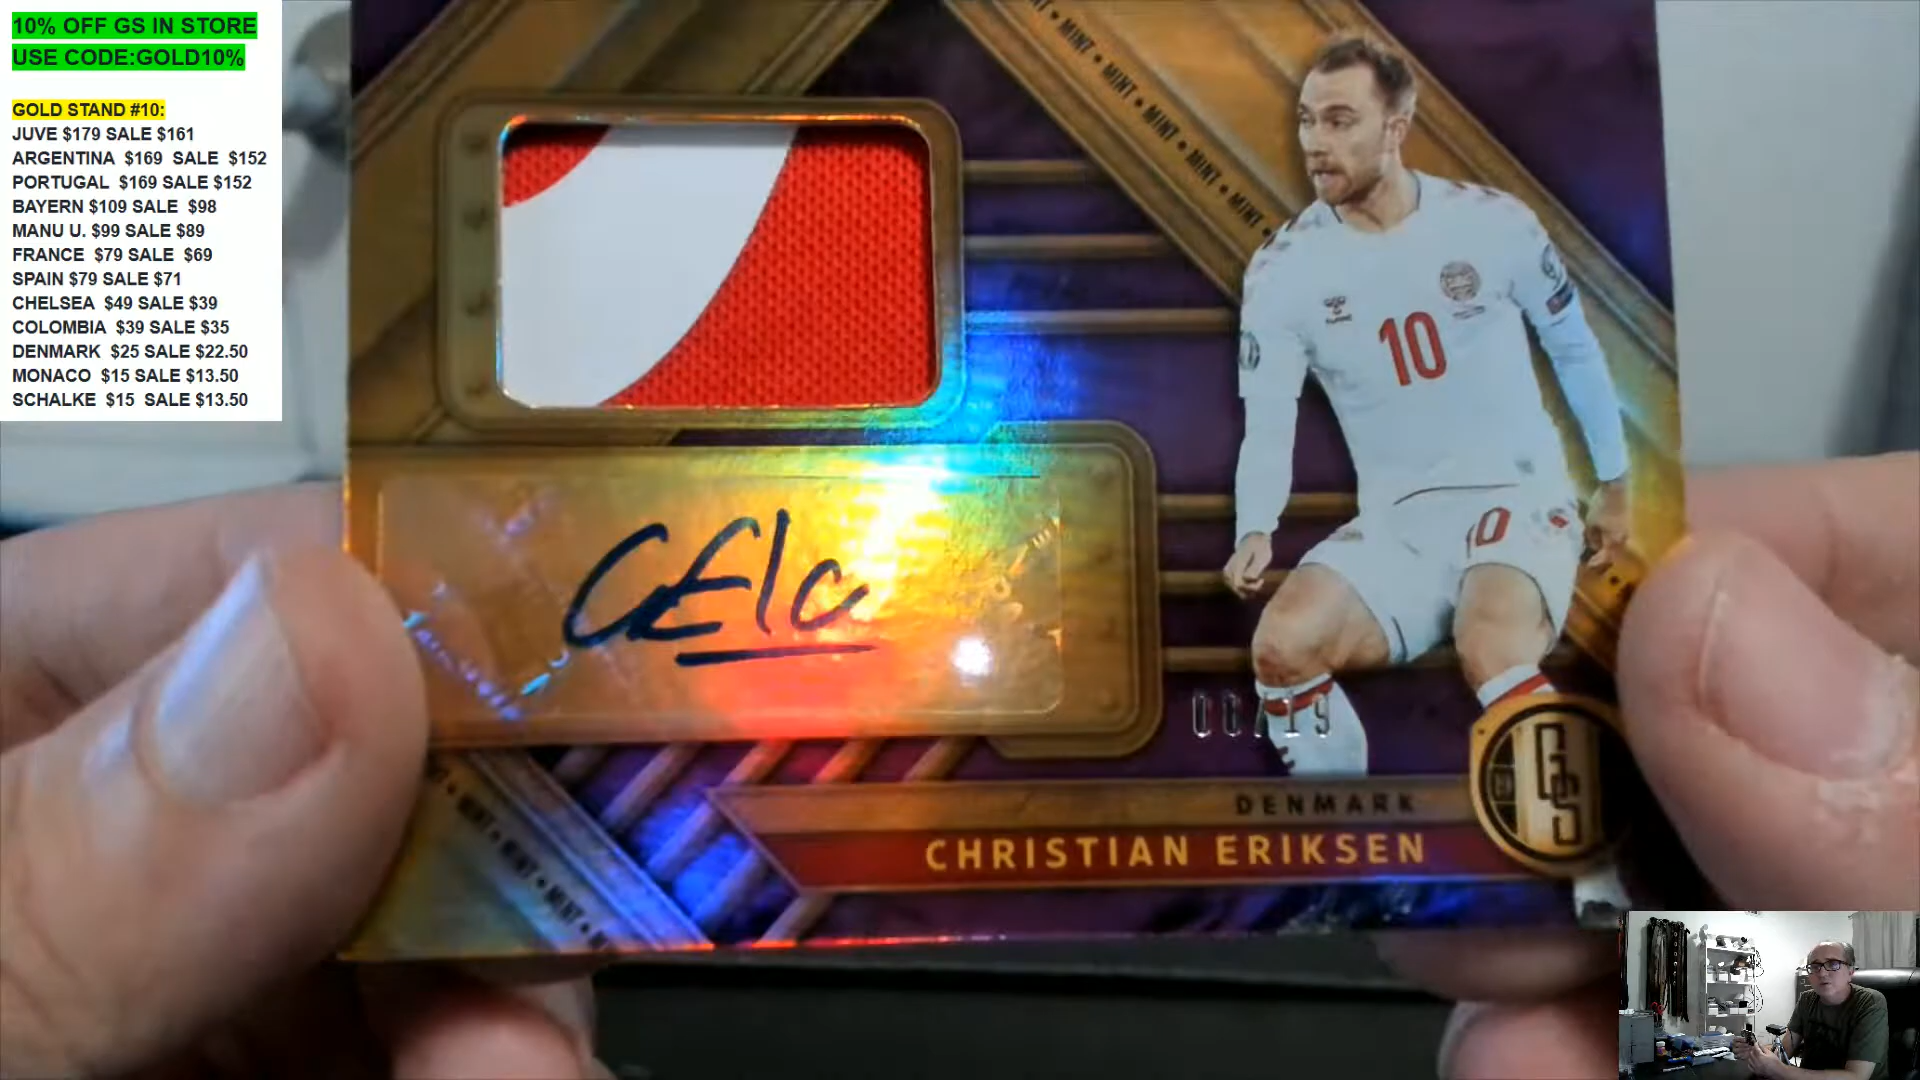 10% OFF GS IN STORE
USE CODE:GOLD10%
GOLD STAND #10:
JUVE $179 SALE $161
ARGENTINA $169 SALE $152
PORTUGAL $169 SALE $152
BAYERN $109 SALE $98
MANU U. $99 SALE $89
FRANCE $79 SALE $69
SPAIN $79 SALE $71
CHELSEA $49 SALE $39
COLOMBIA $39 SALE $35
DENMARK $25 SALE $22.50
MONACO $15 SALE $13.50
SCHALKE $15 SALE $13.50
MINT • MINT • MINT • MINT • MINT
10
10
DENMARK
CHRISTIAN ERIKSEN
GS
MINT • MINT • MINT